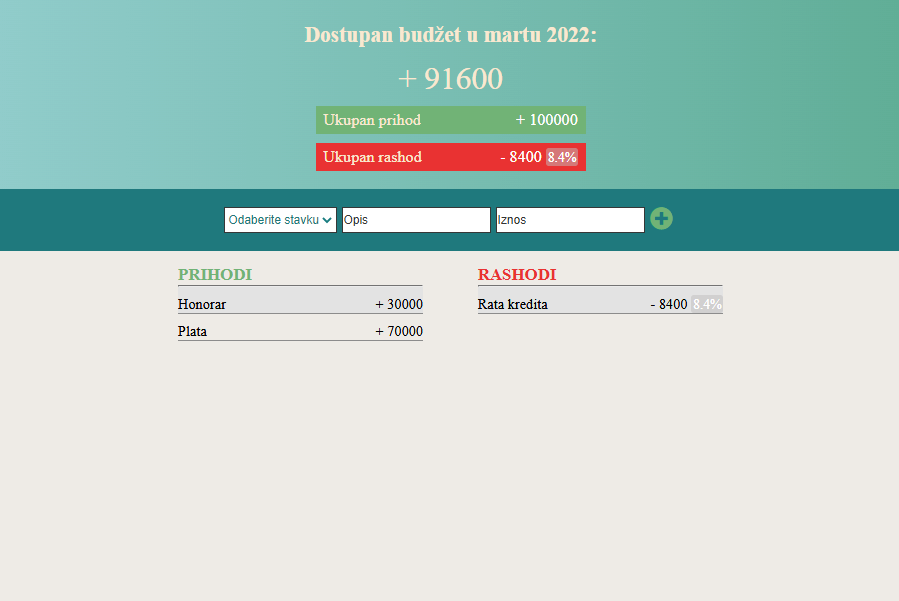 Dostupan budžet u martu 2022:
+ 91600
Ukupan prihod + 100000
Ukupan rashod - 8400 8.4%
Odaberite stavku Opis Iznos
PRIHODI
Honorar + 30000
Plata + 70000
RASHODI
Rata kredita - 8400 8.4%